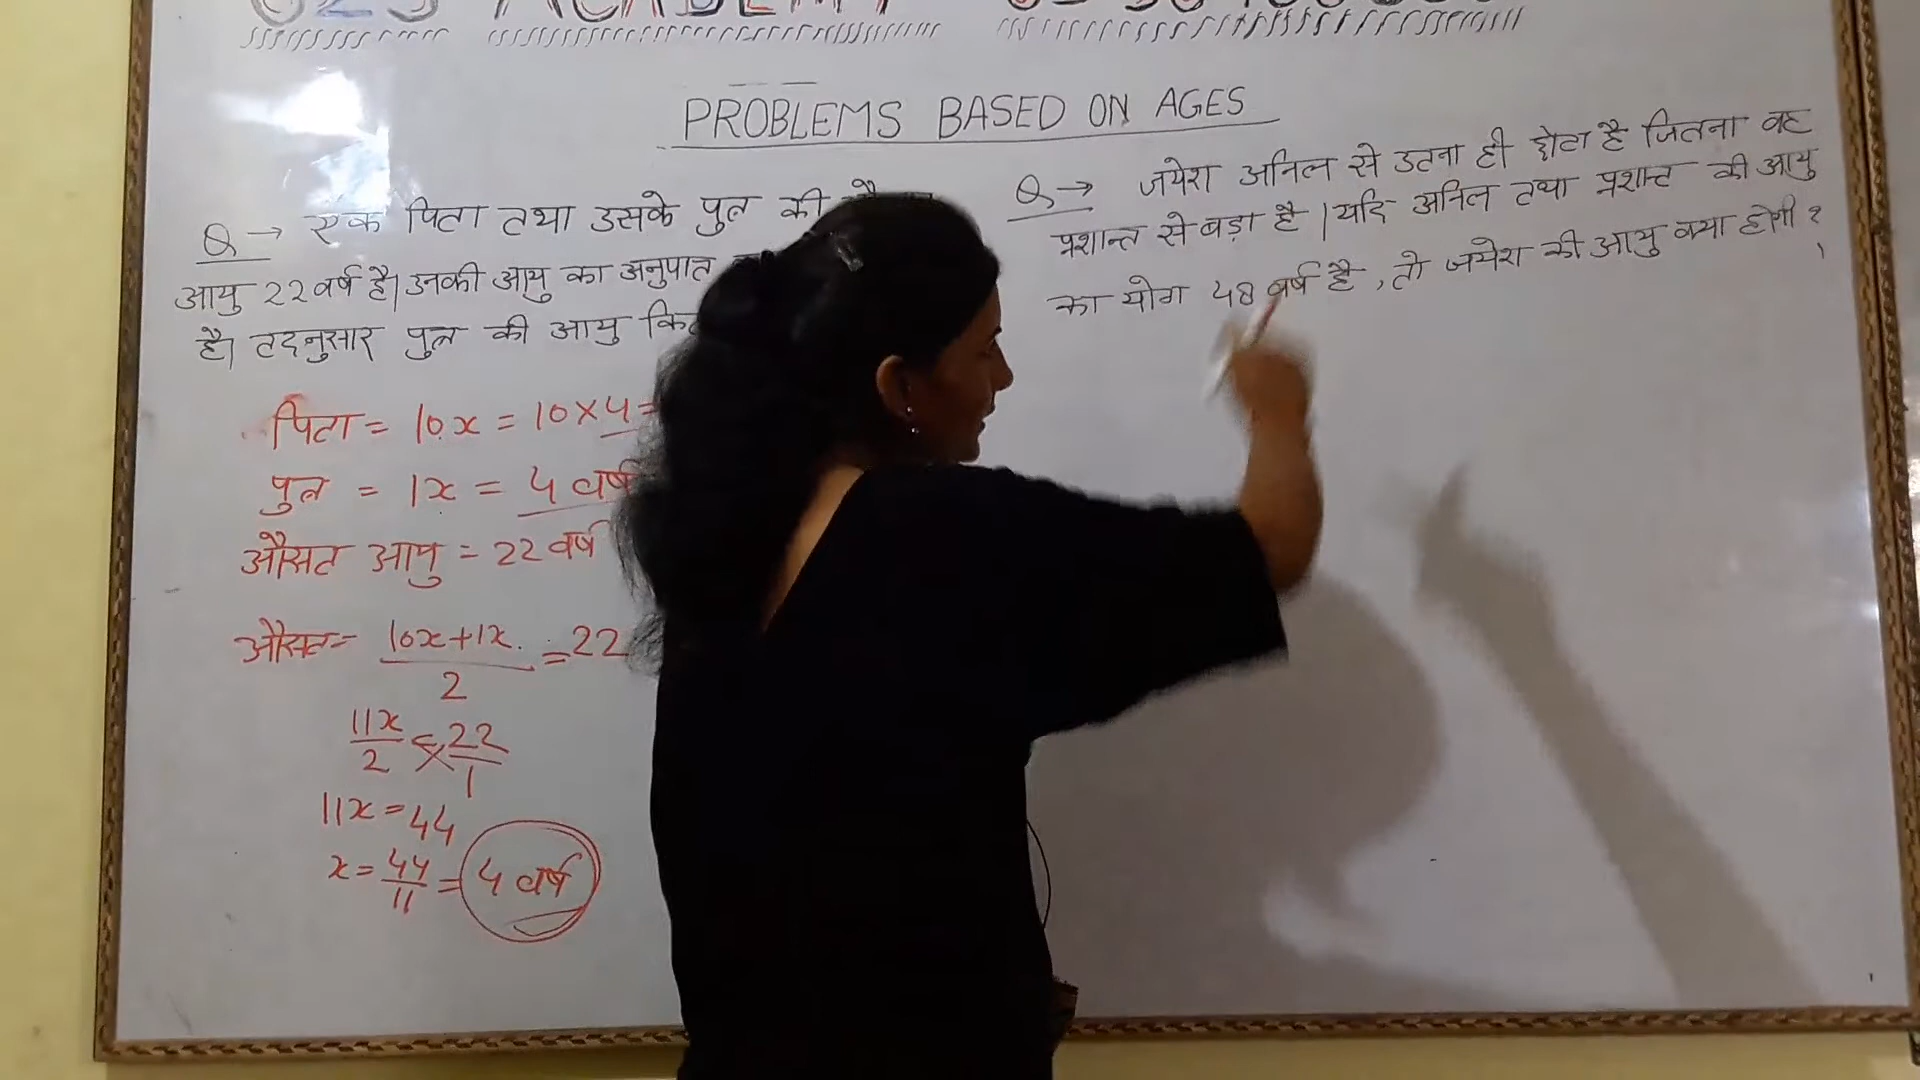 ACADEMY
PROBLEMS BASED ON AGES
Q → एक पिता तथा उसके पुत्र की
आयु 22 वर्ष है। उनकी आयु का अनुपात
है। तदनुसार पुत्र की आयु
पिता = 10x = 10 × 4 =
पुत्र = 1x = 4 वर्ष
औसत आयु = 22 वर्ष
औसत = 10x+1x. = 22
2
11x 22
2 1
11x = 44
x = 44 = 4 वर्ष
11
Q → जयेश अनिल से उतना ही छोटा है जितना वह
प्रशान्त से बड़ा है। यदि अनिल तथा प्रशान्त की आयु
का योग 48 वर्ष है, तो जयेश की आयु क्या होगी ?